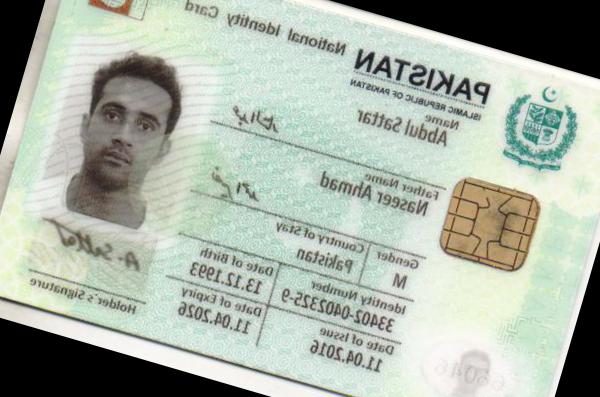 PAKISTAN National Identity Card
ISLAMIC REPUBLIC OF PAKISTAN
Name
Abdul Sattar
Father Name
Naseer Ahmad
Gender
Country of Stay
M
Pakistan
Identity Number
Date of Birth
33402-0402325-9
13.12.1993
Date of Issue
Date of Expiry
11.04.2016
11.04.2026
A. Sattar
Holder's Signature